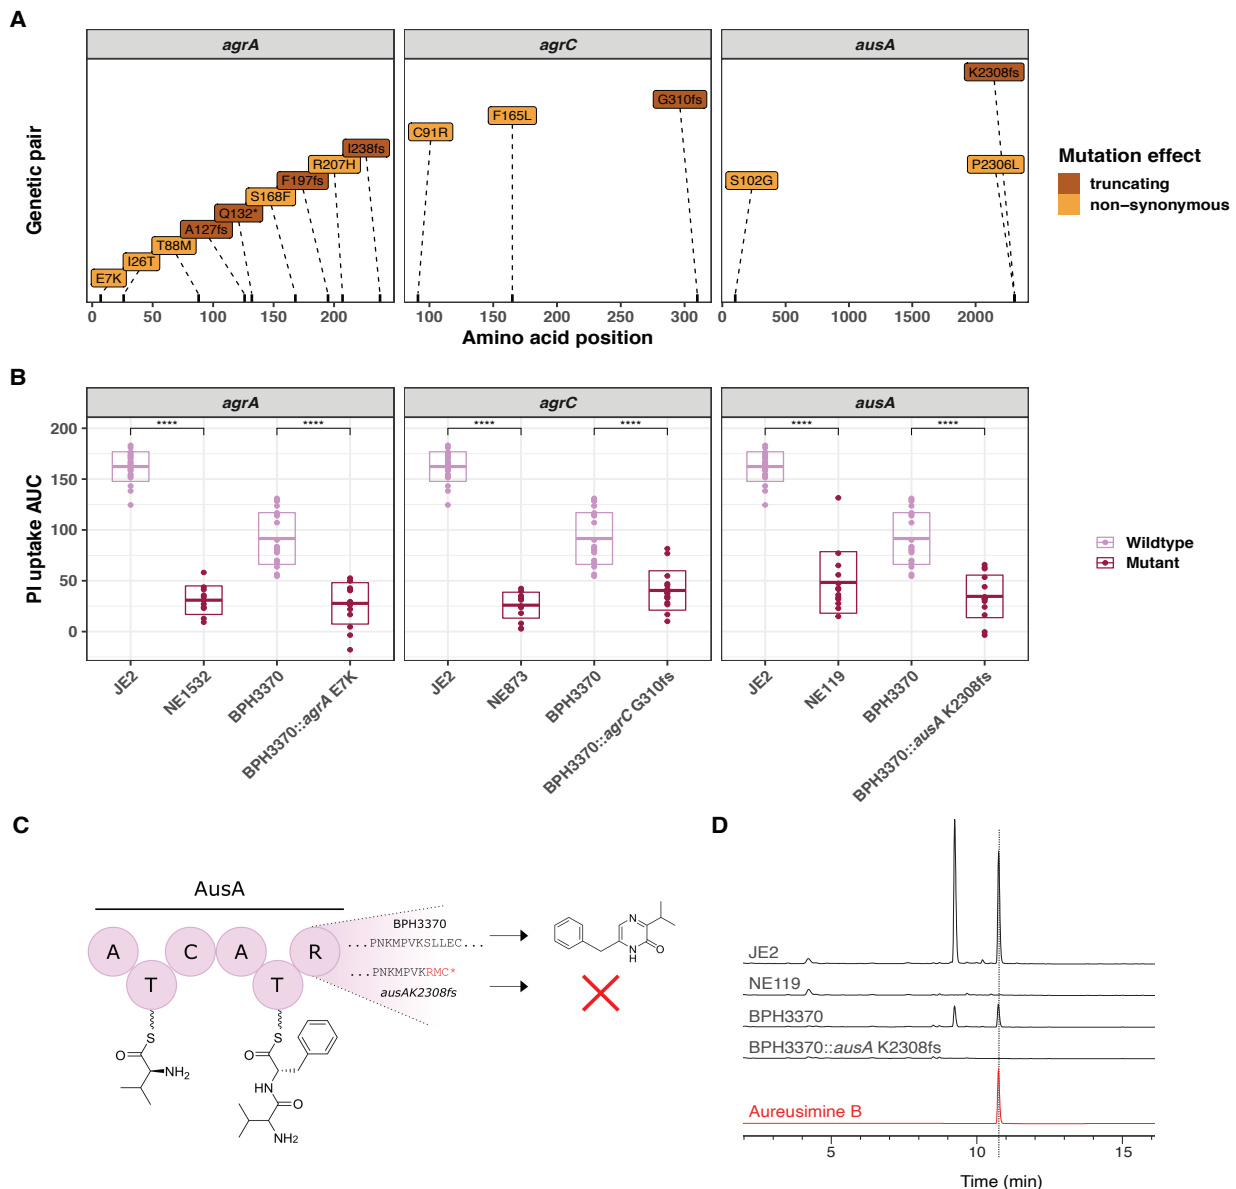 A
agrA
agrC
ausA
K2308fs
G310fs
F165L
C91R
I238fs
R207H
P2306L
F197fs
S102G
S168F
Q132*
A127fs
T88M
I26T
E7K
Genetic pair
Mutation effect
truncating
non−synonymous
0 50 100 150 200
100 150 200 250 300
0 500 1000 1500 2000
Amino acid position
B
agrA
agrC
ausA
**** **** **** **** **** ****
200
150
100
50
0
PI uptake AUC
Wildtype
Mutant
JE2
NE1532
BPH3370
BPH3370::agrA E7K
JE2
NE873
BPH3370
BPH3370::agrC G310fs
JE2
NE119
BPH3370
BPH3370::ausA K2308fs
C
AusA
A
T
C
A
T
R
BPH3370
...PNKMPVKSLLEC...
...PNKMPVKRMC*
ausAK2308fs
N
N
H
O
S
O
NH2
S
O
HN
O
NH2
D
JE2
NE119
BPH3370
BPH3370::ausA K2308fs
Aureusimine B
5 10 15
Time (min)